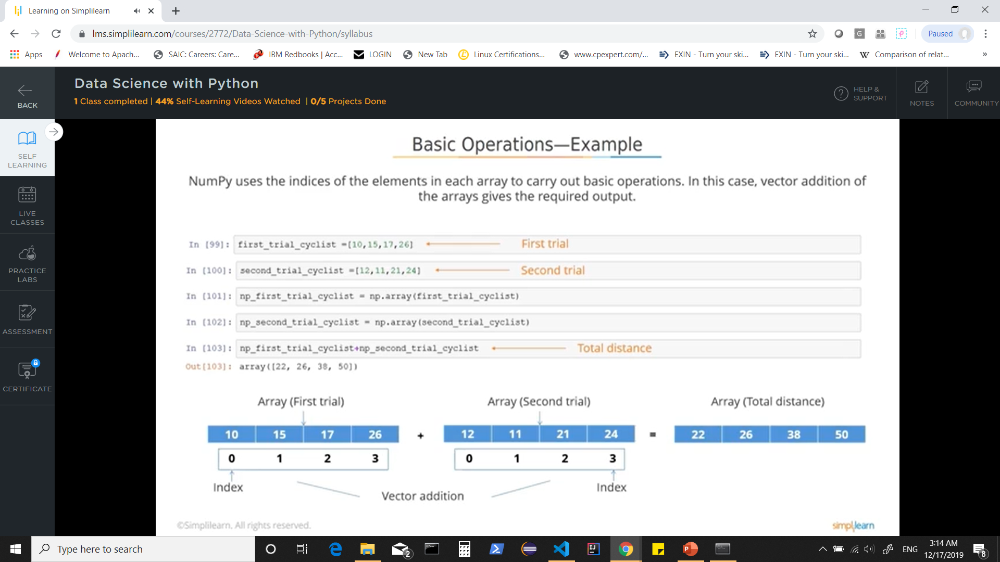 Learning on Simplilearn
lms.simplilearn.com/courses/2772/Data-Science-with-Python/syllabus
G
Paused
Apps
Welcome to Apach...
SAIC: Careers: Care...
IBM Redbooks | Acc...
LOGIN
New Tab
Linux Certifications...
www.cpexpert.com/...
EXIN - Turn your ski...
EXIN - Turn your ski...
W Comparison of relat...
»
BACK
Data Science with Python
1 Class completed | 44% Self-Learning Videos Watched | 0/5 Projects Done
? HELP &
SUPPORT
NOTES
COMMUNITY
SELF
LEARNING
LIVE
CLASSES
PRACTICE
LABS
ASSESSMENT
CERTIFICATE
Basic Operations—Example
NumPy uses the indices of the elements in each array to carry out basic operations. In this case, vector addition of
the arrays gives the required output.
In [99]: first_trial_cyclist =[10,15,17,26] First trial
In [100]: second_trial_cyclist =[12,11,21,24] Second trial
In [101]: np_first_trial_cyclist = np.array(first_trial_cyclist)
In [102]: np_second_trial_cyclist = np.array(second_trial_cyclist)
In [103]: np_first_trial_cyclist+np_second_trial_cyclist Total distance
Out[103]: array([22, 26, 38, 50])
Array (First trial) Array (Second trial) Array (Total distance)
10 15 17 26 + 12 11 21 24 = 22 26 38 50
0 1 2 3 0 1 2 3
Index Index
Vector addition
©Simplilearn. All rights reserved.
simplilearn
Type here to search
2
IJ
P
ENG
3:14 AM
12/17/2019
8